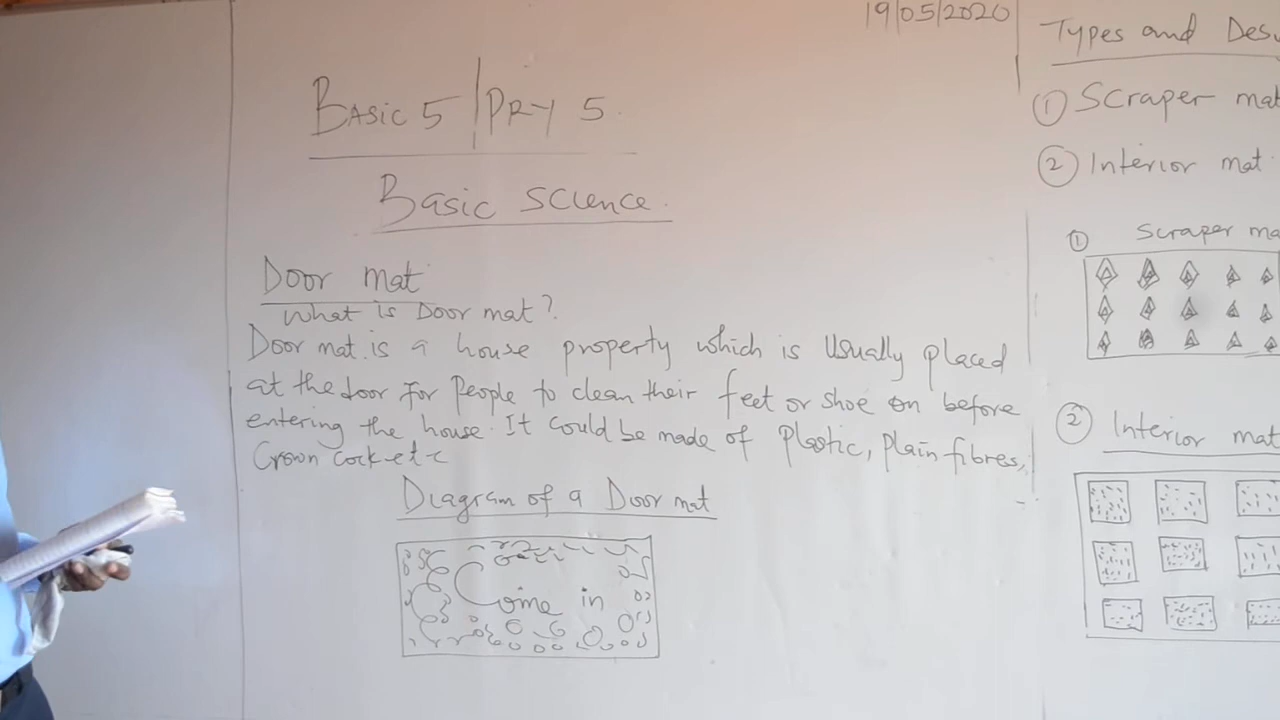 19/05/2020
BASIC 5 | PRY 5.
Basic SCIENCE.
Door mat
What is Door mat?
Door mat is a house property which is Usually placed
at the door for People to clean their feet or shoe on before
entering the house. It Could be made of Plastic, plain fibres,
Crown cork etc
Diagram of a Door mat
Come in
Types and Des
① Scraper mat
② Interior mat
① Scraper ma
② Interior mat